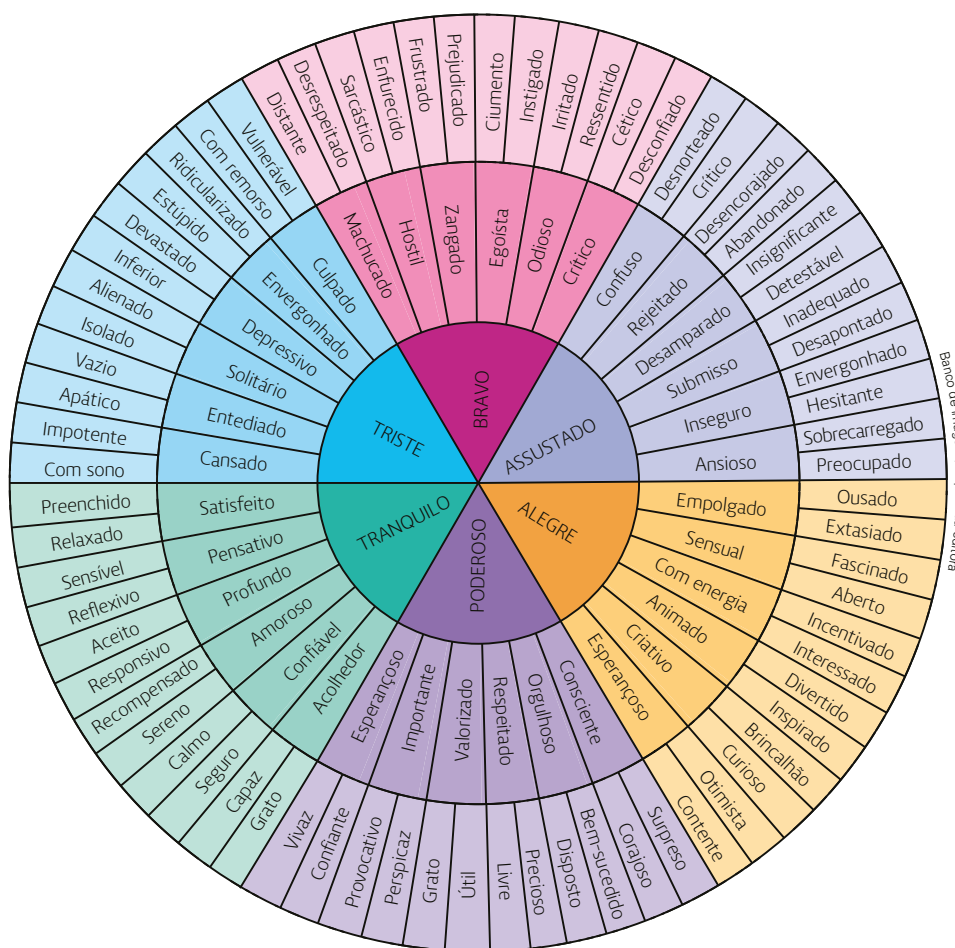 BRAVO
ASSUSTADO
ALEGRE
PODEROSO
TRANQUILO
TRISTE
Machucado
Hostil
Zangado
Egoísta
Odioso
Crítico
Confuso
Rejeitado
Desamparado
Submisso
Inseguro
Ansioso
Empolgado
Sensual
Com energia
Animado
Criativo
Esperançoso
Consciente
Orgulhoso
Respeitado
Valorizado
Importante
Esperançoso
Acolhedor
Confiável
Amoroso
Profundo
Pensativo
Satisfeito
Cansado
Entediado
Solitário
Depressivo
Envergonhado
Culpado
Distante
Desrespeitado
Sarcástico
Enfurecido
Frustrado
Prejudicado
Ciumento
Instigado
Irritado
Ressentido
Cético
Desconfiado
Desnorteado
Crítico
Desencorajado
Abandonado
Insignificante
Detestável
Inadequado
Desapontado
Envergonhado
Hesitante
Sobrecarregado
Preocupado
Ousado
Extasiado
Fascinado
Aberto
Incentivado
Interessado
Divertido
Inspirado
Brincalhão
Curioso
Otimista
Contente
Surpreso
Corajoso
Bem-sucedido
Disposto
Precioso
Livre
Útil
Grato
Perspicaz
Provocativo
Confiante
Vivaz
Grato
Capaz
Seguro
Calmo
Sereno
Recompensado
Responsivo
Aceito
Reflexivo
Sensível
Relaxado
Preenchido
Com sono
Impotente
Apático
Vazio
Isolado
Alienado
Inferior
Devastado
Estúpido
Ridicularizado
Com remorso
Vulnerável
Banco de